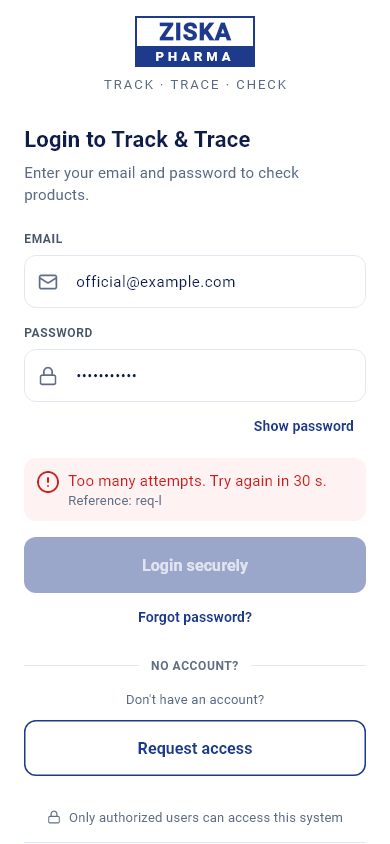 ZISKA
PHARMA
TRACK · TRACE · CHECK
Login to Track & Trace
Enter your email and password to check
products.
EMAIL
official@example.com
PASSWORD
•••••••••••
Show password
Too many attempts. Try again in 30 s.
Reference: req-l
Login securely
Forgot password?
NO ACCOUNT?
Don't have an account?
Request access
Only authorized users can access this system